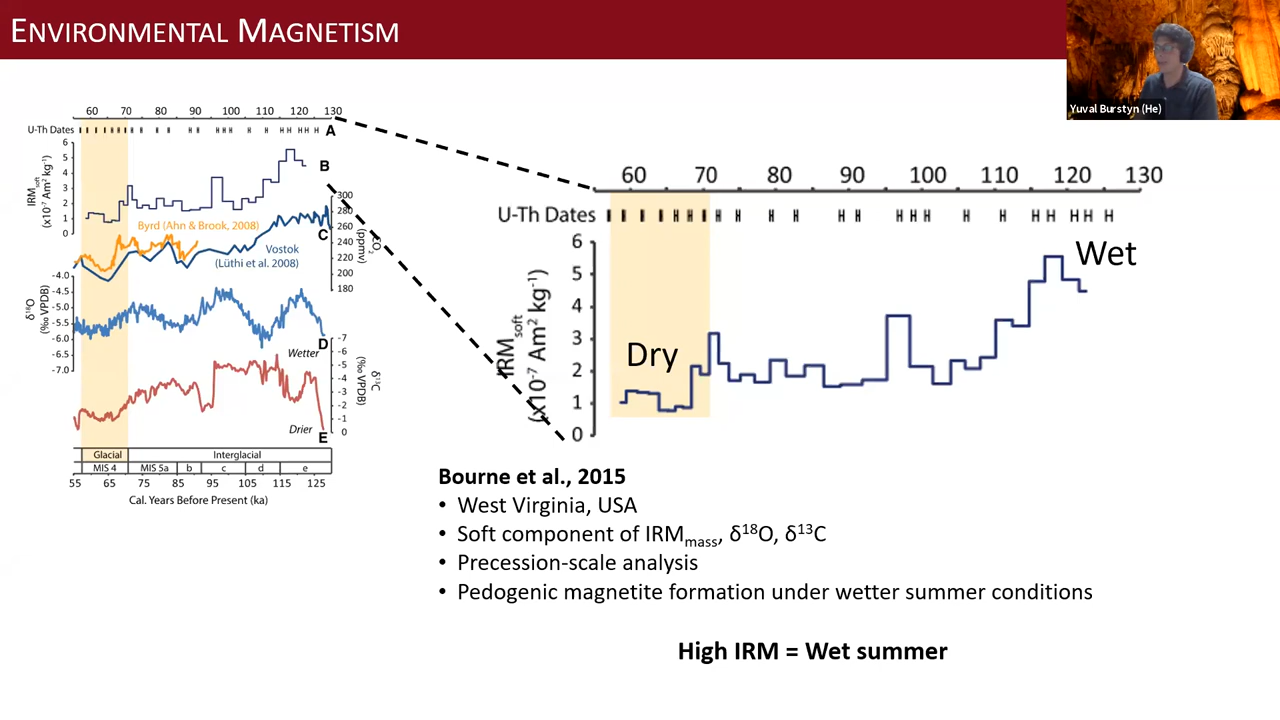 ENVIRONMENTAL MAGNETISM
Yuval Burstyn (He)
60 70 80 90 100 110 120 130
U-Th Dates A
6
5
4
3
2
1
0
IRMsoft
(x10-7 Am2 kg-1)
B
300
280
260
240
220
200
180
CO2
(ppmv)
Byrd (Ahn & Brook, 2008)
C
Vostok
(Lüthi et al. 2008)
-4.0
-4.5
-5.0
-5.5
-6.0
-6.5
-7.0
δ18O
(‰ VPDB)
D
-7
-6
-5
-4
-3
-2
-1
0
δ13C
(‰ VPDB)
Wetter
Drier
E
Glacial Interglacial
MIS 4 MIS 5a b c d e
55 65 75 85 95 105 115 125
Cal. Years Before Present (ka)
60 70 80 90 100 110 120 130
U-Th Dates
6
5
4
3
2
1
0
IRMsoft
(x10-7 Am2 kg-1)
Wet
Dry
Bourne et al., 2015
• West Virginia, USA
• Soft component of IRMmass, δ18O, δ13C
• Precession-scale analysis
• Pedogenic magnetite formation under wetter summer conditions
High IRM = Wet summer